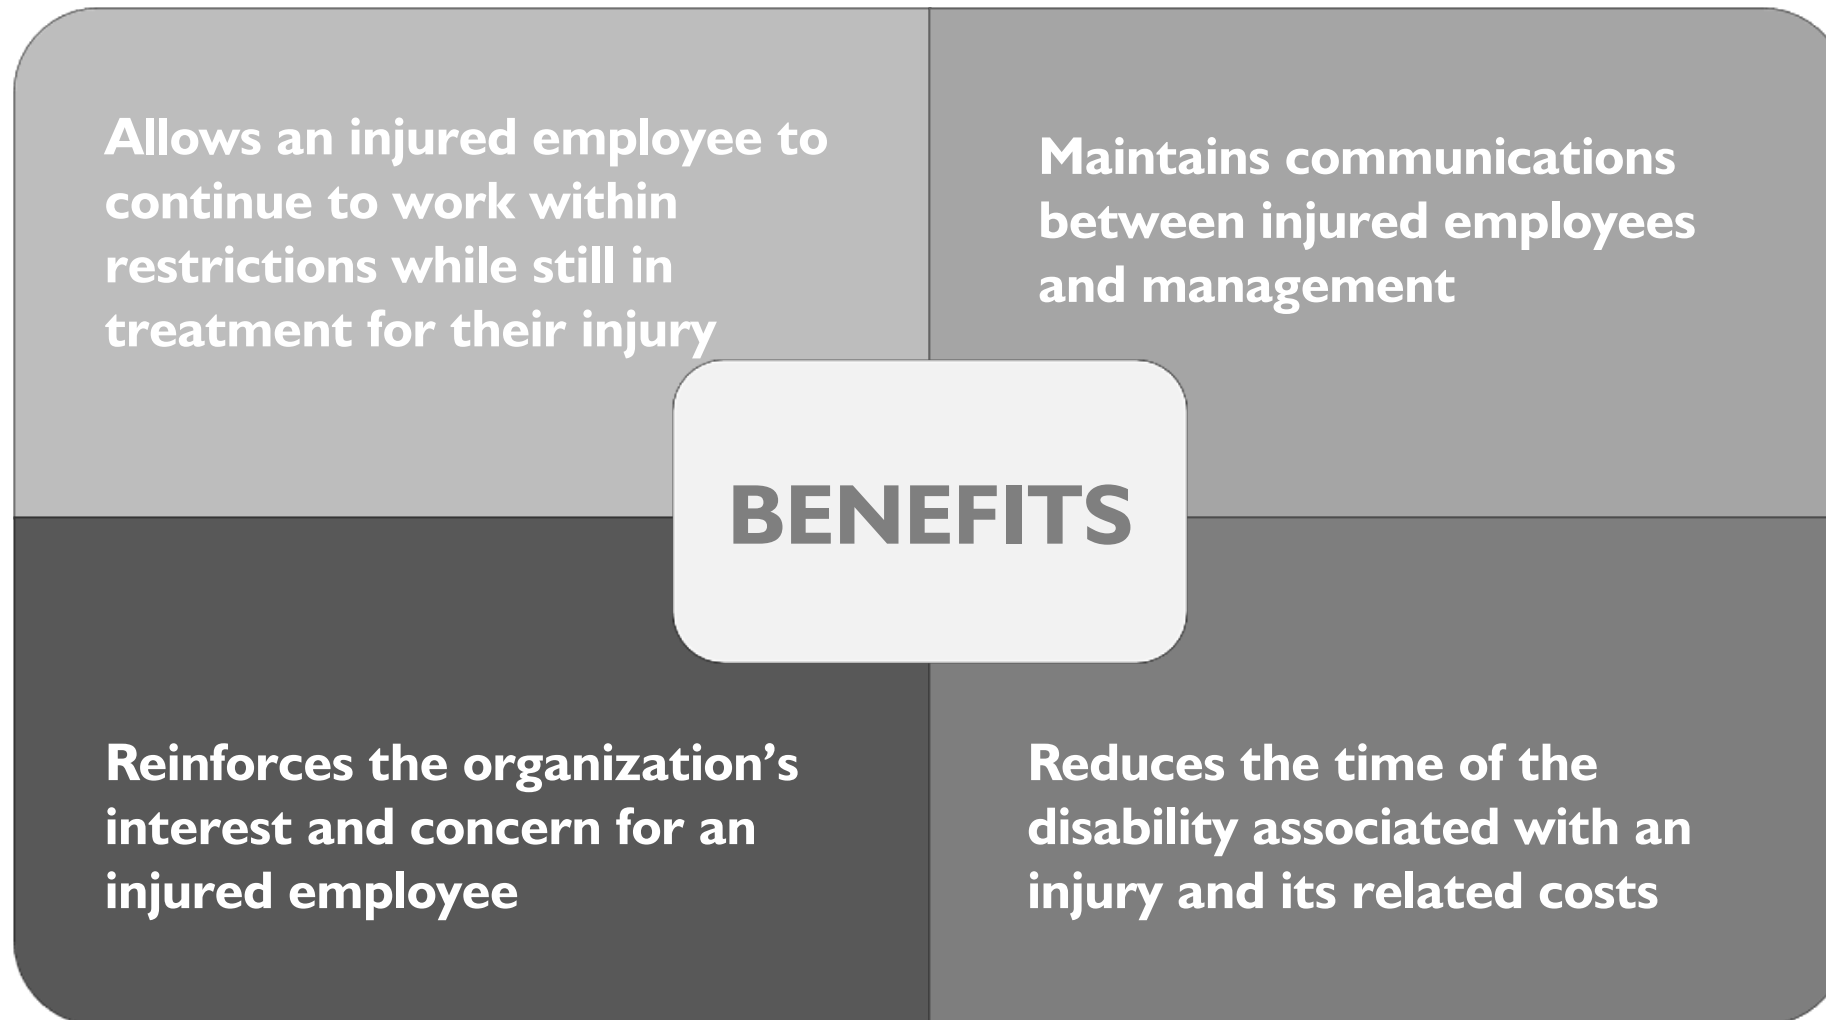 Allows an injured employee to
continue to work within
restrictions while still in
treatment for their injury
Maintains communications
between injured employees
and management
BENEFITS
Reinforces the organization’s
interest and concern for an
injured employee
Reduces the time of the
disability associated with an
injury and its related costs